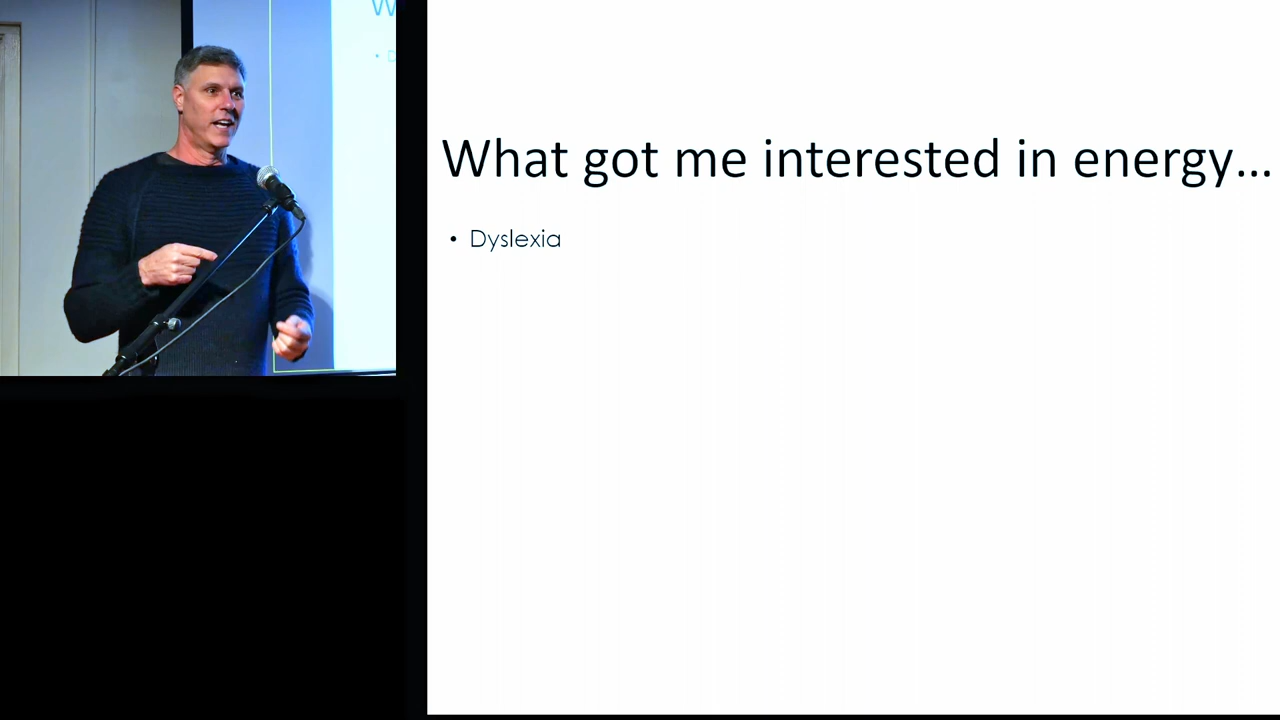 What got me interested in energy...
• Dyslexia